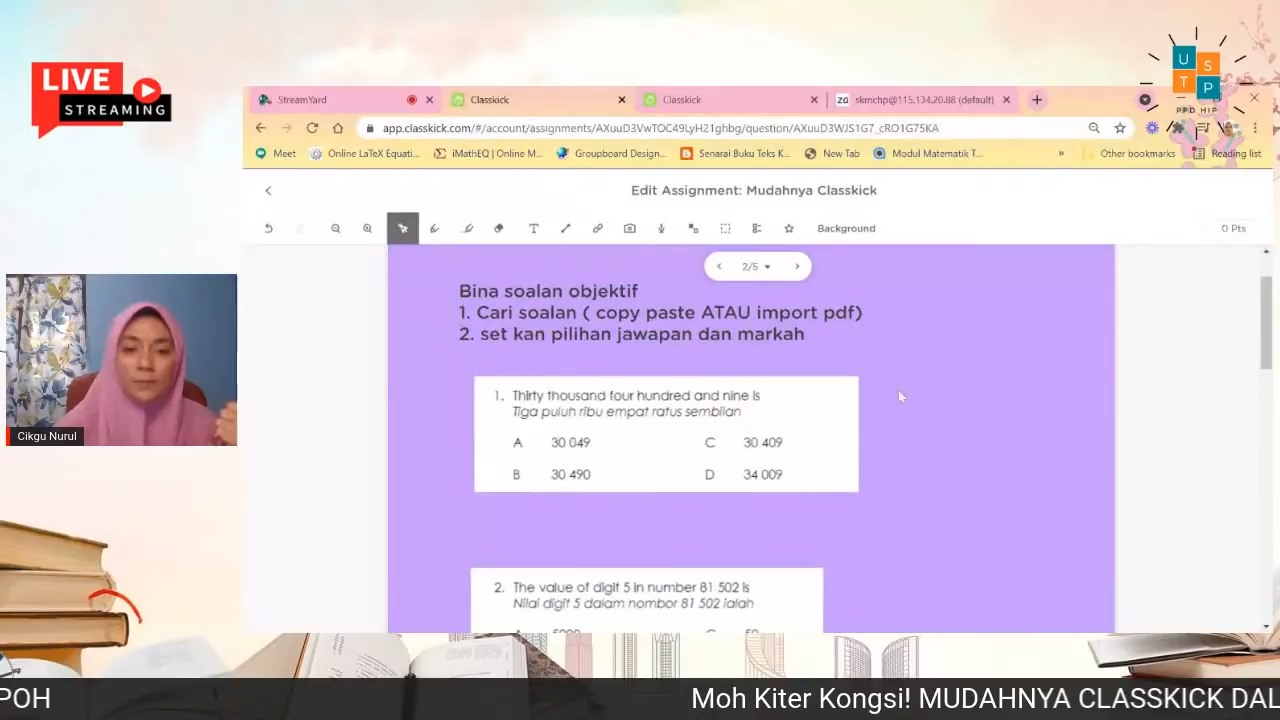 LIVE
STREAMING
U
S
T
P
PPD HIP
StreamYard
Classkick
Classkick
skmchp@115.134.20.88 (default)
app.classkick.com/#/account/assignments/AXuuD3VwTOC49LyH21ghbg/question/AXuuD3WJS1G7_cRO1G75KA
Meet
Online LaTeX Equati...
iMathEQ | Online M...
Groupboard Design...
Senarai Buku Teks K...
New Tab
Modul Matematik T...
»
Other bookmarks
Reading list
Edit Assignment: Mudahnya Classkick
Background
0 Pts
2/5
Bina soalan objektif
1. Cari soalan ( copy paste ATAU import pdf)
2. set kan pilihan jawapan dan markah
1. Thirty thousand four hundred and nine is
Tiga puluh ribu empat ratus sembilan
A 30 049 C 30 409
B 30 490 D 34 009
2. The value of digit 5 in number 81 502 is
Nilai digit 5 dalam nombor 81 502 ialah
Cikgu Nurul
POH
Moh Kiter Kongsi! MUDAHNYA CLASSKICK DAL